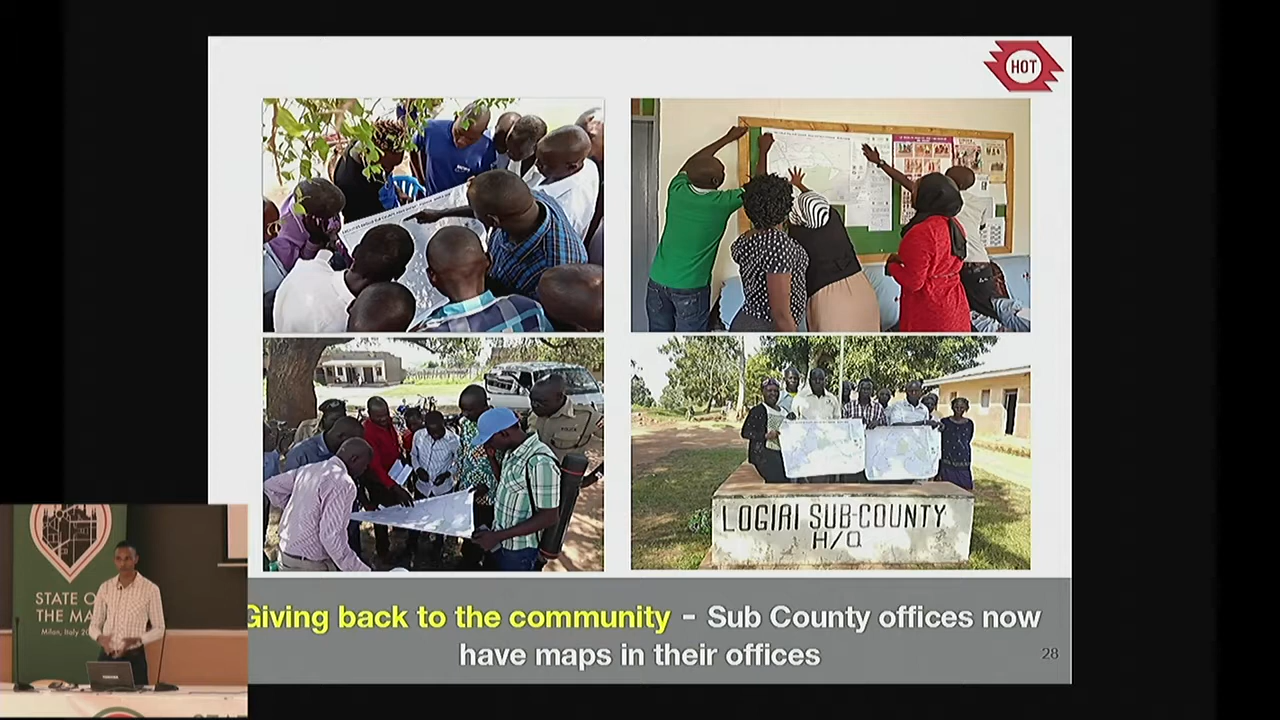 HOT
LOGIRI SUB-COUNTY
H/Q
Giving back to the community - Sub County offices now
have maps in their offices
28
STATE O
THE MA
Milan, Italy 20